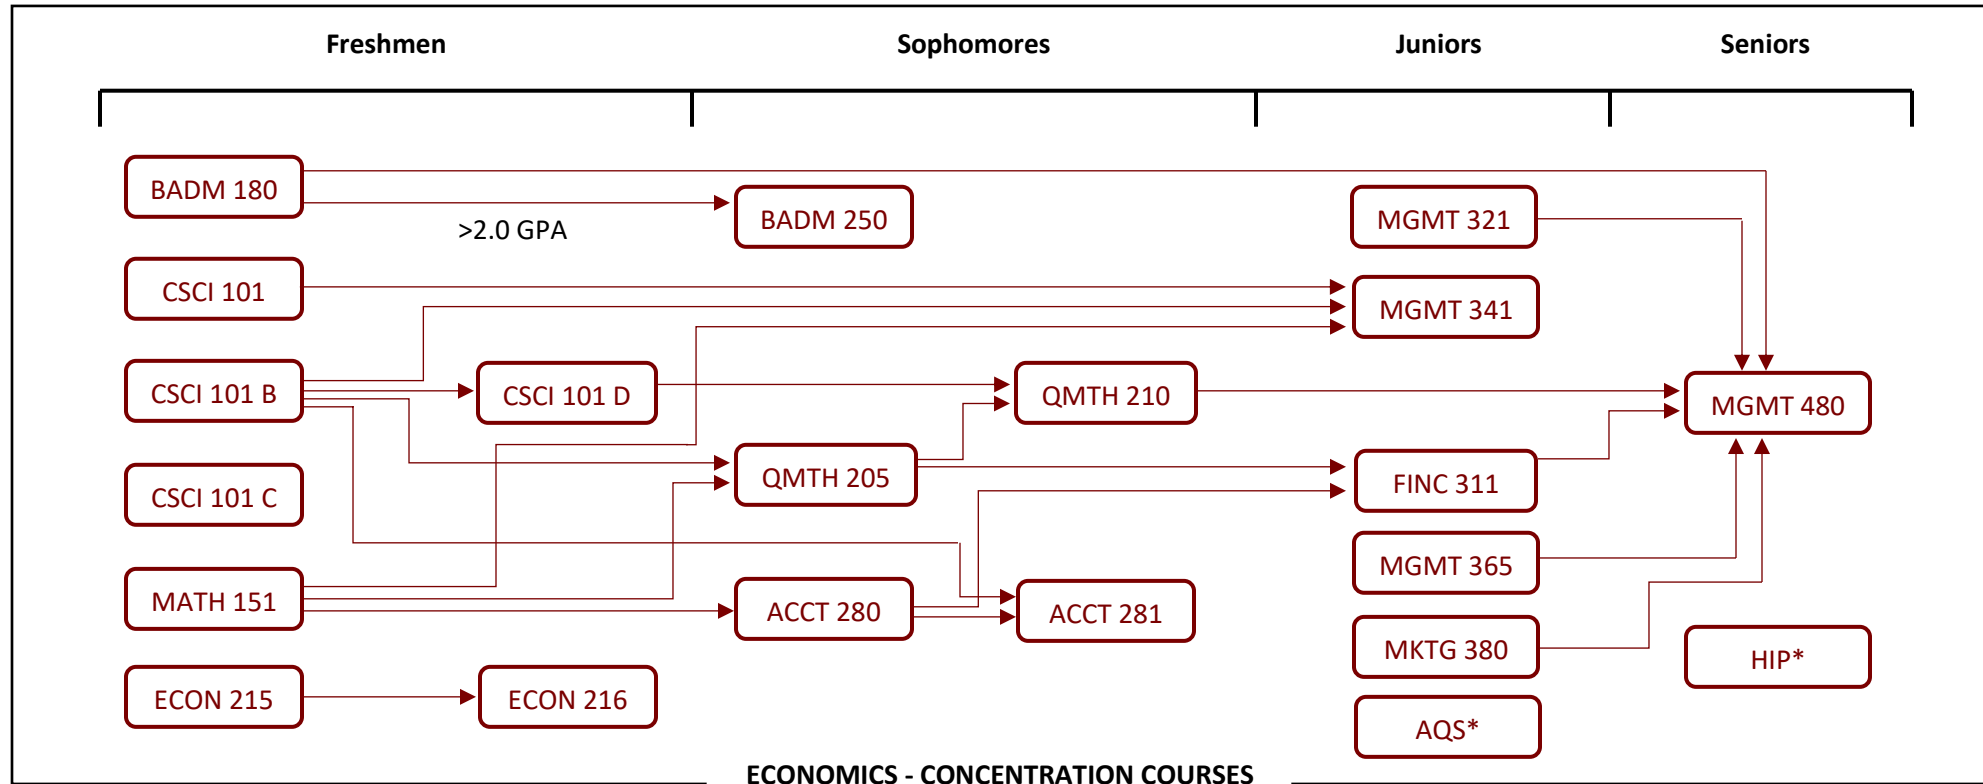 Freshmen
Sophomores
Juniors
Seniors
BADM 180
>2.0 GPA
BADM 250
MGMT 321
CSCI 101
MGMT 341
CSCI 101 B
CSCI 101 D
QMTH 210
MGMT 480
CSCI 101 C
QMTH 205
FINC 311
MGMT 365
MATH 151
ACCT 280
ACCT 281
MKTG 380
HIP*
ECON 215
ECON 216
AQS*
ECONOMICS - CONCENTRATION COURSES